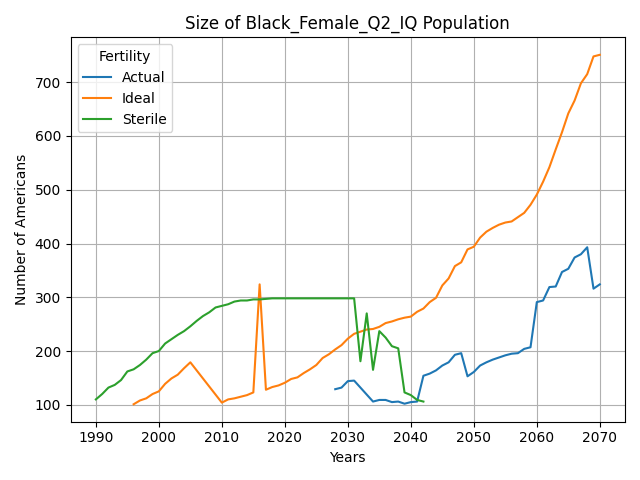 Size of Black_Female_Q2_IQ Population
Fertility
Actual
Ideal
Sterile
Number of Americans
700
600
500
400
300
200
100
1990 2000 2010 2020 2030 2040 2050 2060 2070
Years